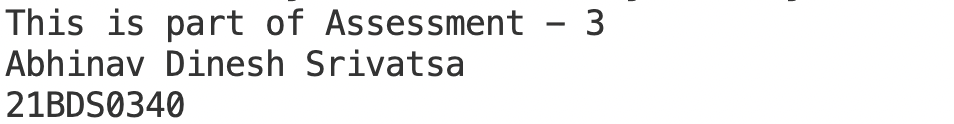 This is part of Assessment – 3
Abhinav Dinesh Srivatsa
21BDS0340